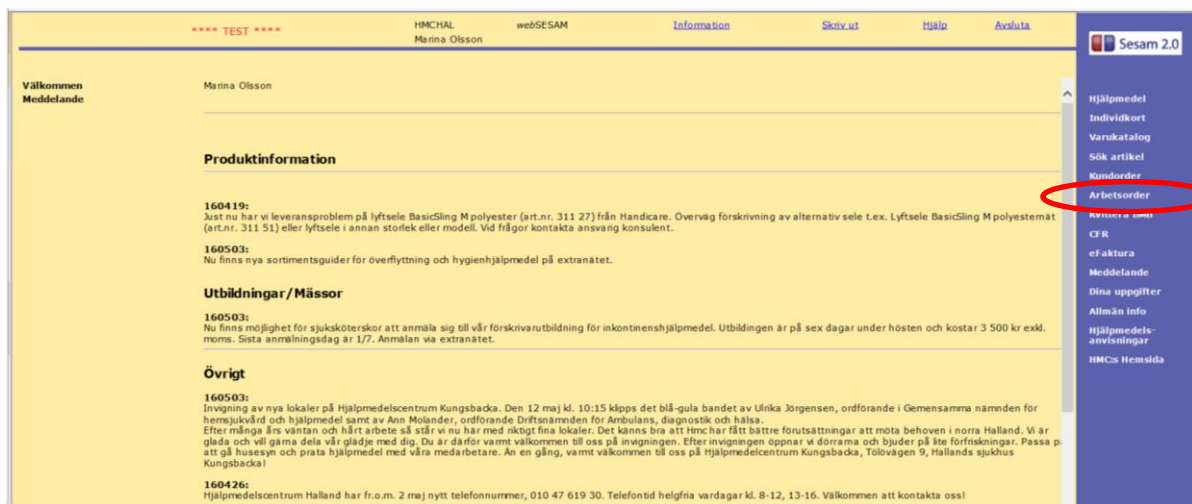 **** TEST ****
HMCHAL
Marina Olsson
webSESAM
Information
Skriv ut
Hjälp
Avsluta
Sesam 2.0
Välkommen
Meddelande
Marina Olsson
Produktinformation
160419:
Just nu har vi leveransproblem på lyftsele BasicSling M polyester (art.nr. 311 27) från Handicare. Överväg förskrivning av alternativ sele t.ex. Lyftsele BasicSling M polyesternät
(art.nr. 311 51) eller lyftsele i annan storlek eller modell. Vid frågor kontakta ansvarig konsulent.
160503:
Nu finns nya sortimentsguider för överflyttning och hygienhjälpmedel på extranätet.
Utbildningar/Mässor
160503:
Nu finns möjlighet för sjuksköterskor att anmäla sig till vår förskrivarutbildning för inkontinenshjälpmedel. Utbildingen är på sex dagar under hösten och kostar 3 500 kr exkl.
moms. Sista anmälningsdag är 1/7. Anmälan via extranätet.
Övrigt
160503:
Invigning av nya lokaler på Hjälpmedelscentrum Kungsbacka. Den 12 maj kl. 10:15 klipps det blå-gula bandet av Ulrika Jörgensen, ordförande i Gemensamma nämnden för
hemsjukvård och hjälpmedel samt av Ann Molander, ordförande Driftsnämnden för Ambulans, diagnostik och hälsa.
Efter många års väntan och hårt arbete så står vi nu här med riktigt fina lokaler. Det känns bra att Hmc har fått bättre förutsättningar att möta behoven i norra Halland. Vi är
glada och vill gärna dela vår glädje med dig. Du är därför varmt välkommen till oss på invigningen. Efter invigningen öppnar vi dörrarna och bjuder på lite förfriskningar. Passa på
att gå husesyn och prata hjälpmedel med våra medarbetare. Än en gång, varmt välkommen till oss på Hjälpmedelcentrum Kungsbacka, Tölövägen 9, Hallands sjukhus
Kungsbacka!
160426:
Hjälpmedelscentrum Halland har fr.o.m. 2 maj nytt telefonnummer, 010 47 619 30. Telefontid helgfria vardagar kl. 8-12, 13-16. Välkommen att kontakta oss!
Hjälpmedel
Individkort
Varukatalog
Sök artikel
Kundorder
Arbetsorder
Kvittera
CFR
eFaktura
Meddelande
Dina uppgifter
Allmän info
Hjälpmedels-
anvisningar
HMC:s Hemsida